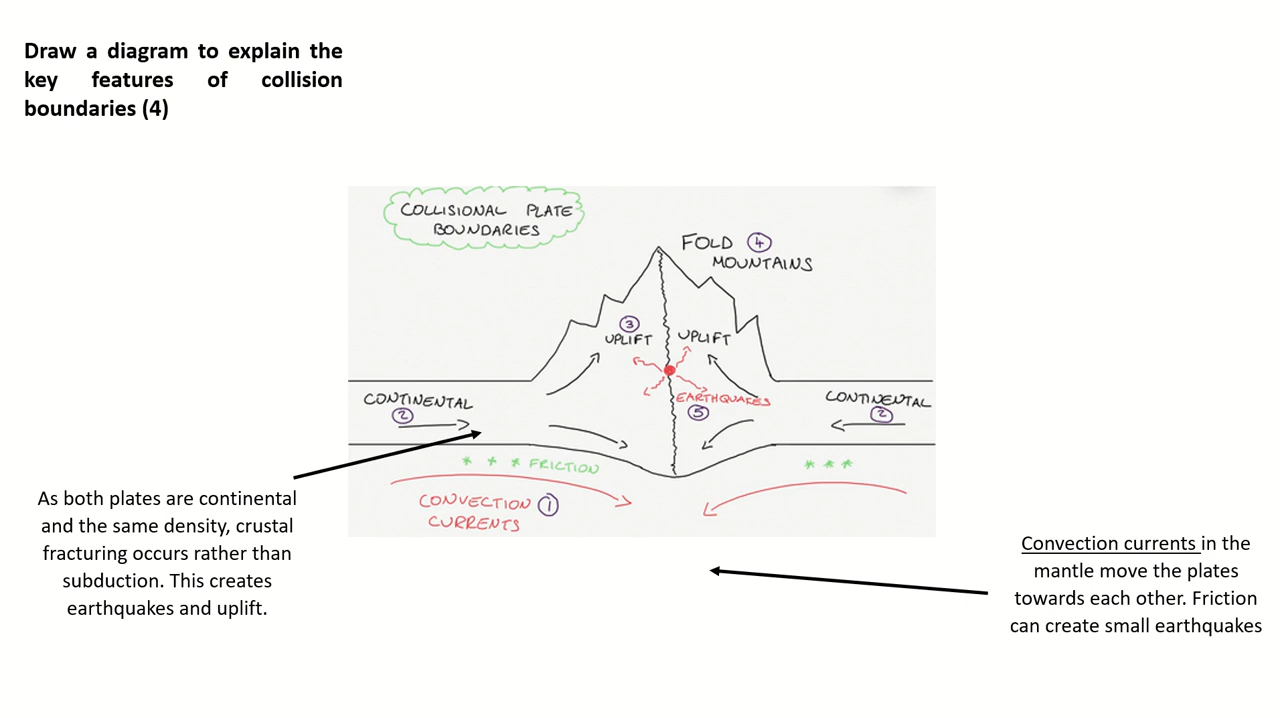 Draw a diagram to explain the
key features of collision
boundaries (4)
COLLISIONAL PLATE
BOUNDARIES
FOLD 4
MOUNTAINS
3
UPLIFT UPLIFT
CONTINENTAL
2
EARTHQUAKES
5
CONTINENTAL
2
* * * FRICTION
* * *
CONVECTION 1
CURRENTS
As both plates are continental
and the same density, crustal
fracturing occurs rather than
subduction. This creates
earthquakes and uplift.
Convection currents in the
mantle move the plates
towards each other. Friction
can create small earthquakes